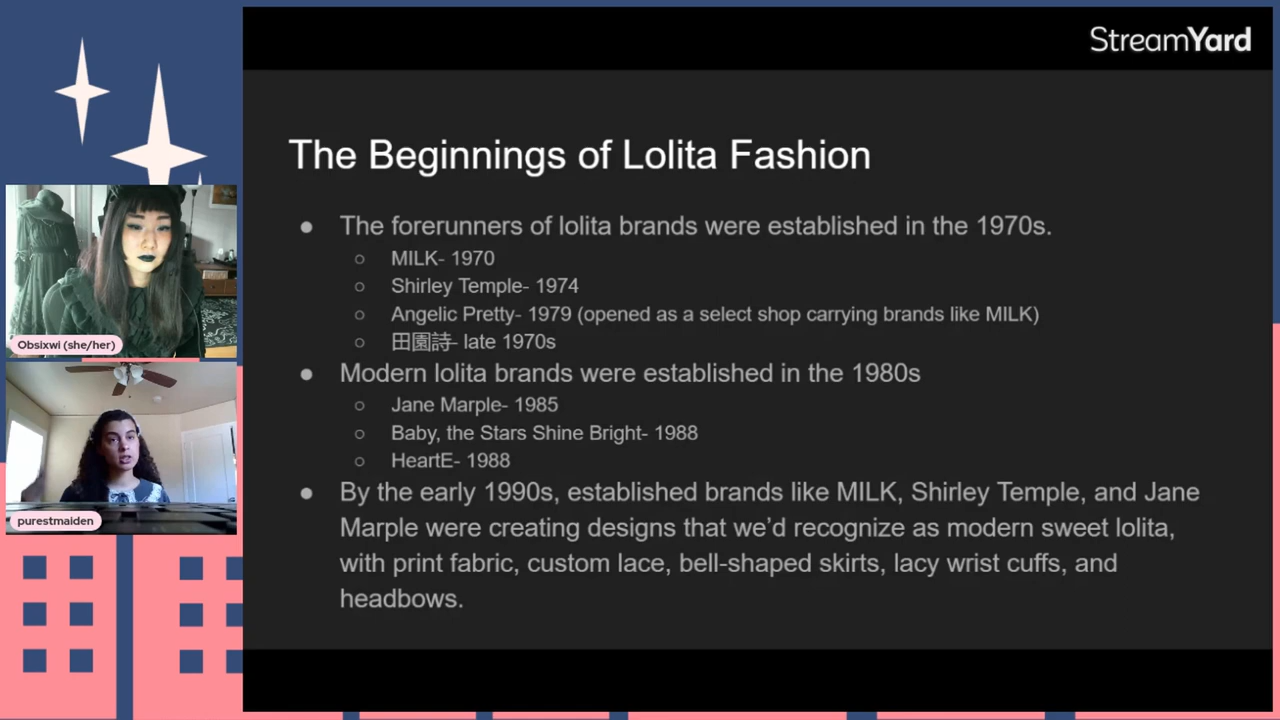 StreamYard
The Beginnings of Lolita Fashion
● The forerunners of lolita brands were established in the 1970s.
○ MILK- 1970
○ Shirley Temple- 1974
○ Angelic Pretty- 1979 (opened as a select shop carrying brands like MILK)
○ 田園詩- late 1970s
● Modern lolita brands were established in the 1980s
○ Jane Marple- 1985
○ Baby, the Stars Shine Bright- 1988
○ HeartE- 1988
● By the early 1990s, established brands like MILK, Shirley Temple, and Jane
Marple were creating designs that we’d recognize as modern sweet lolita,
with print fabric, custom lace, bell-shaped skirts, lacy wrist cuffs, and
headbows.
Obsixwi (she/her)
purestmaiden